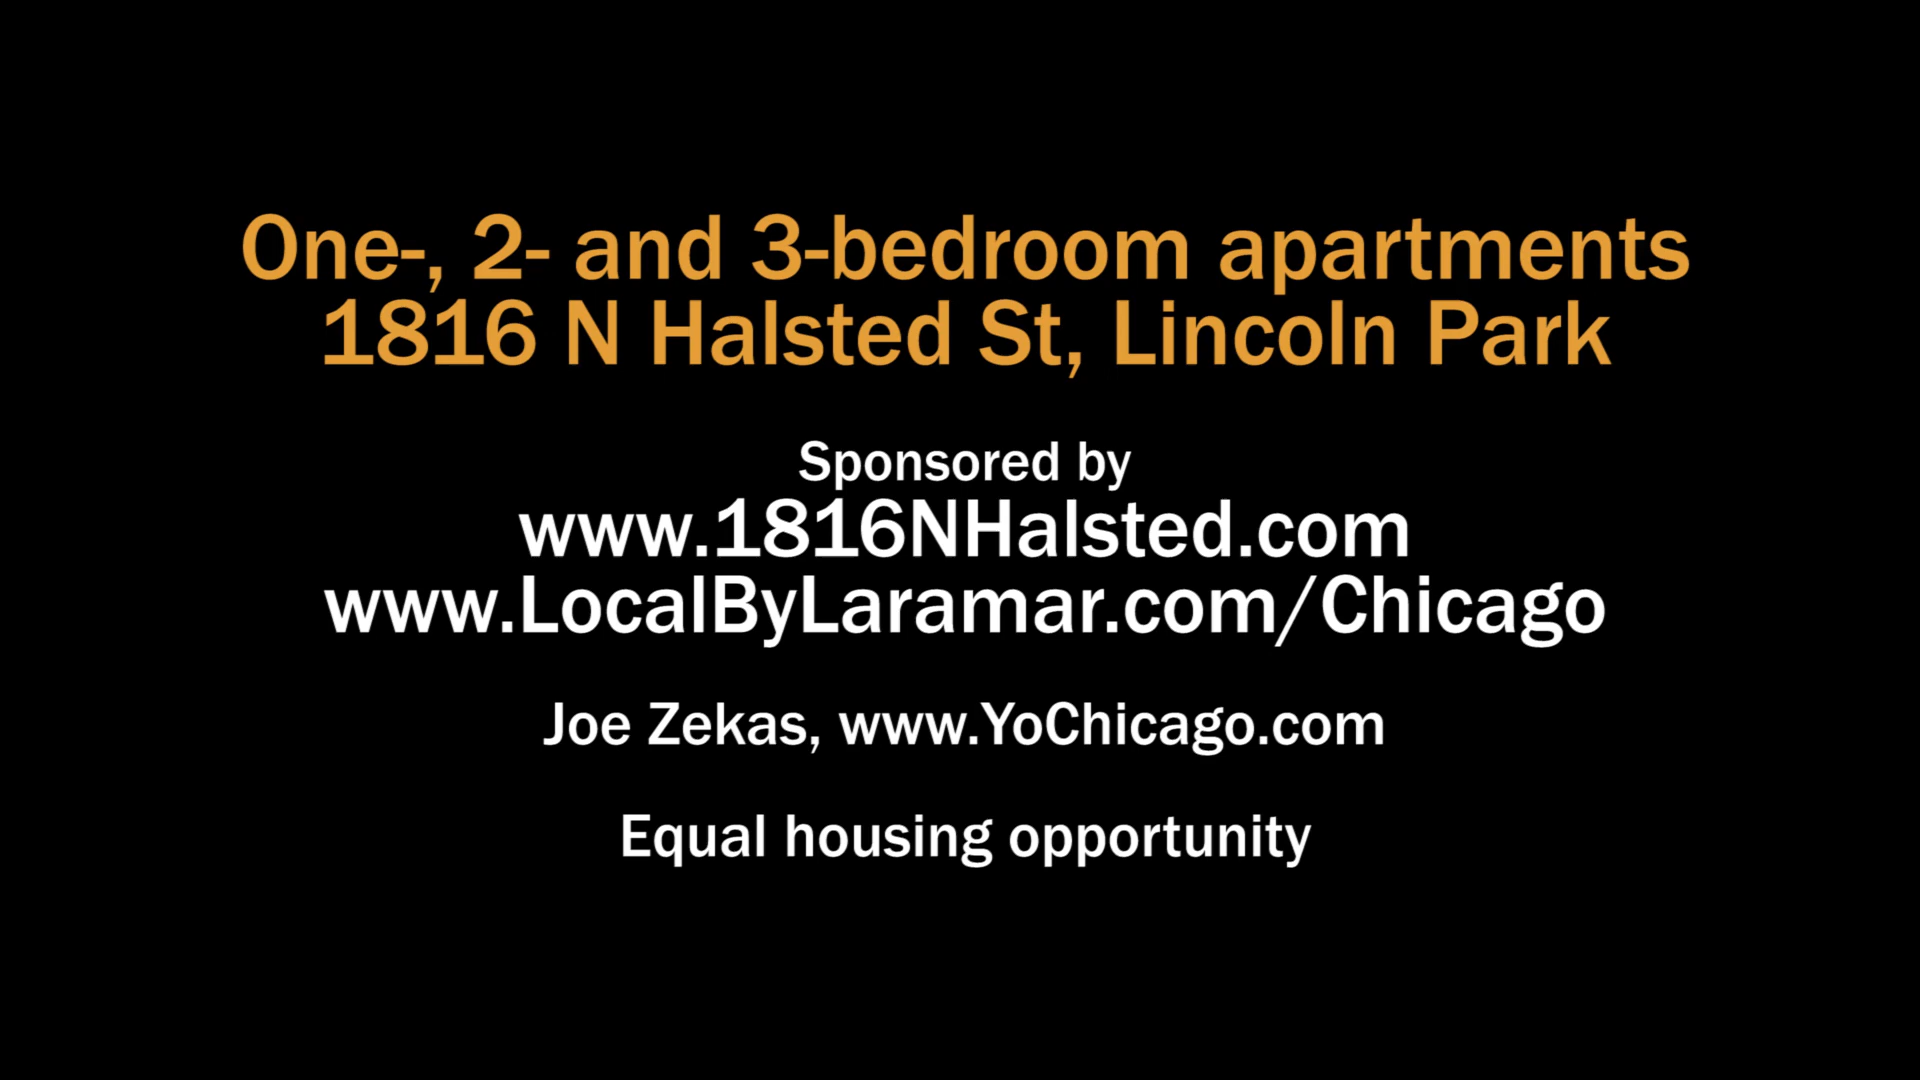 One-, 2- and 3-bedroom apartments
1816 N Halsted St, Lincoln Park
Sponsored by
www.1816NHalsted.com
www.LocalByLaramar.com/Chicago
Joe Zekas, www.YoChicago.com
Equal housing opportunity